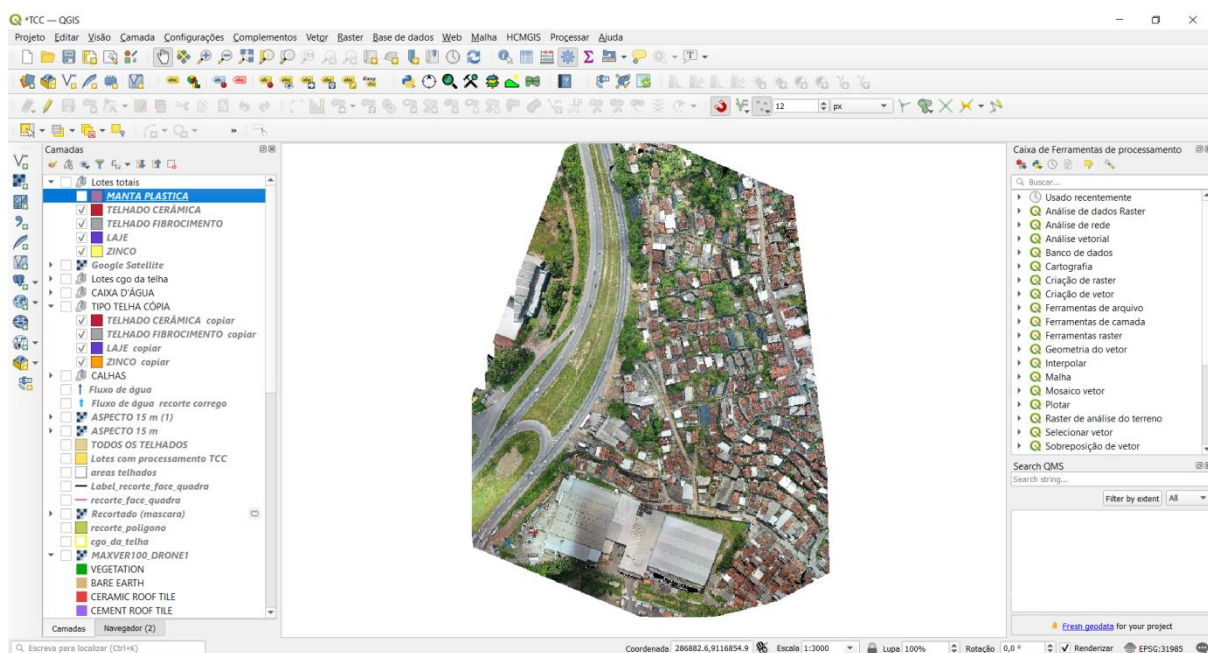 *TCC — QGIS
Projeto Editar Visão Camada Configurações Complementos Vetor Raster Base de dados Web Malha HCMGIS Processar Ajuda
12 px
Camadas
Lotes totais
MANTA PLASTICA
TELHADO CERÂMICA
TELHADO FIBROCIMENTO
LAJE
ZINCO
Google Satellite
Lotes cgo da telha
CAIXA D'ÁGUA
TIPO TELHA CÓPIA
TELHADO CERÂMICA copiar
TELHADO FIBROCIMENTO copiar
LAJE copiar
ZINCO copiar
CALHAS
Fluxo de água
Fluxo de água recorte corrego
ASPECTO 15 m (1)
ASPECTO 15 m
TODOS OS TELHADOS
Lotes com processamento TCC
areas telhados
Label_recorte_face_quadra
recorte_face_quadra
Recortado (mascara)
recorte_poligono
cgo_da_telha
MAXVER100_DRONE1
VEGETATION
BARE EARTH
CERAMIC ROOF TILE
CEMENT ROOF TILE
Camadas Navegador (2)
Caixa de Ferramentas de processamento
Buscar...
Usado recentemente
Análise de dados Raster
Análise de rede
Análise vetorial
Banco de dados
Cartografia
Criação de raster
Criação de vetor
Ferramentas de arquivo
Ferramentas de camada
Ferramentas raster
Geometria do vetor
Interpolar
Malha
Mosaico vetor
Plotar
Raster de análise do terreno
Selecionar vetor
Sobreposição de vetor
Search QMS
Search string...
Filter by extent All
Fresh geodata for your project
Escreva para localizar (Ctrl+K) Coordenada 286882.6,9116854.9 Escala 1:3000 Lupa 100% Rotação 0,0 ° Renderizar EPSG:31985